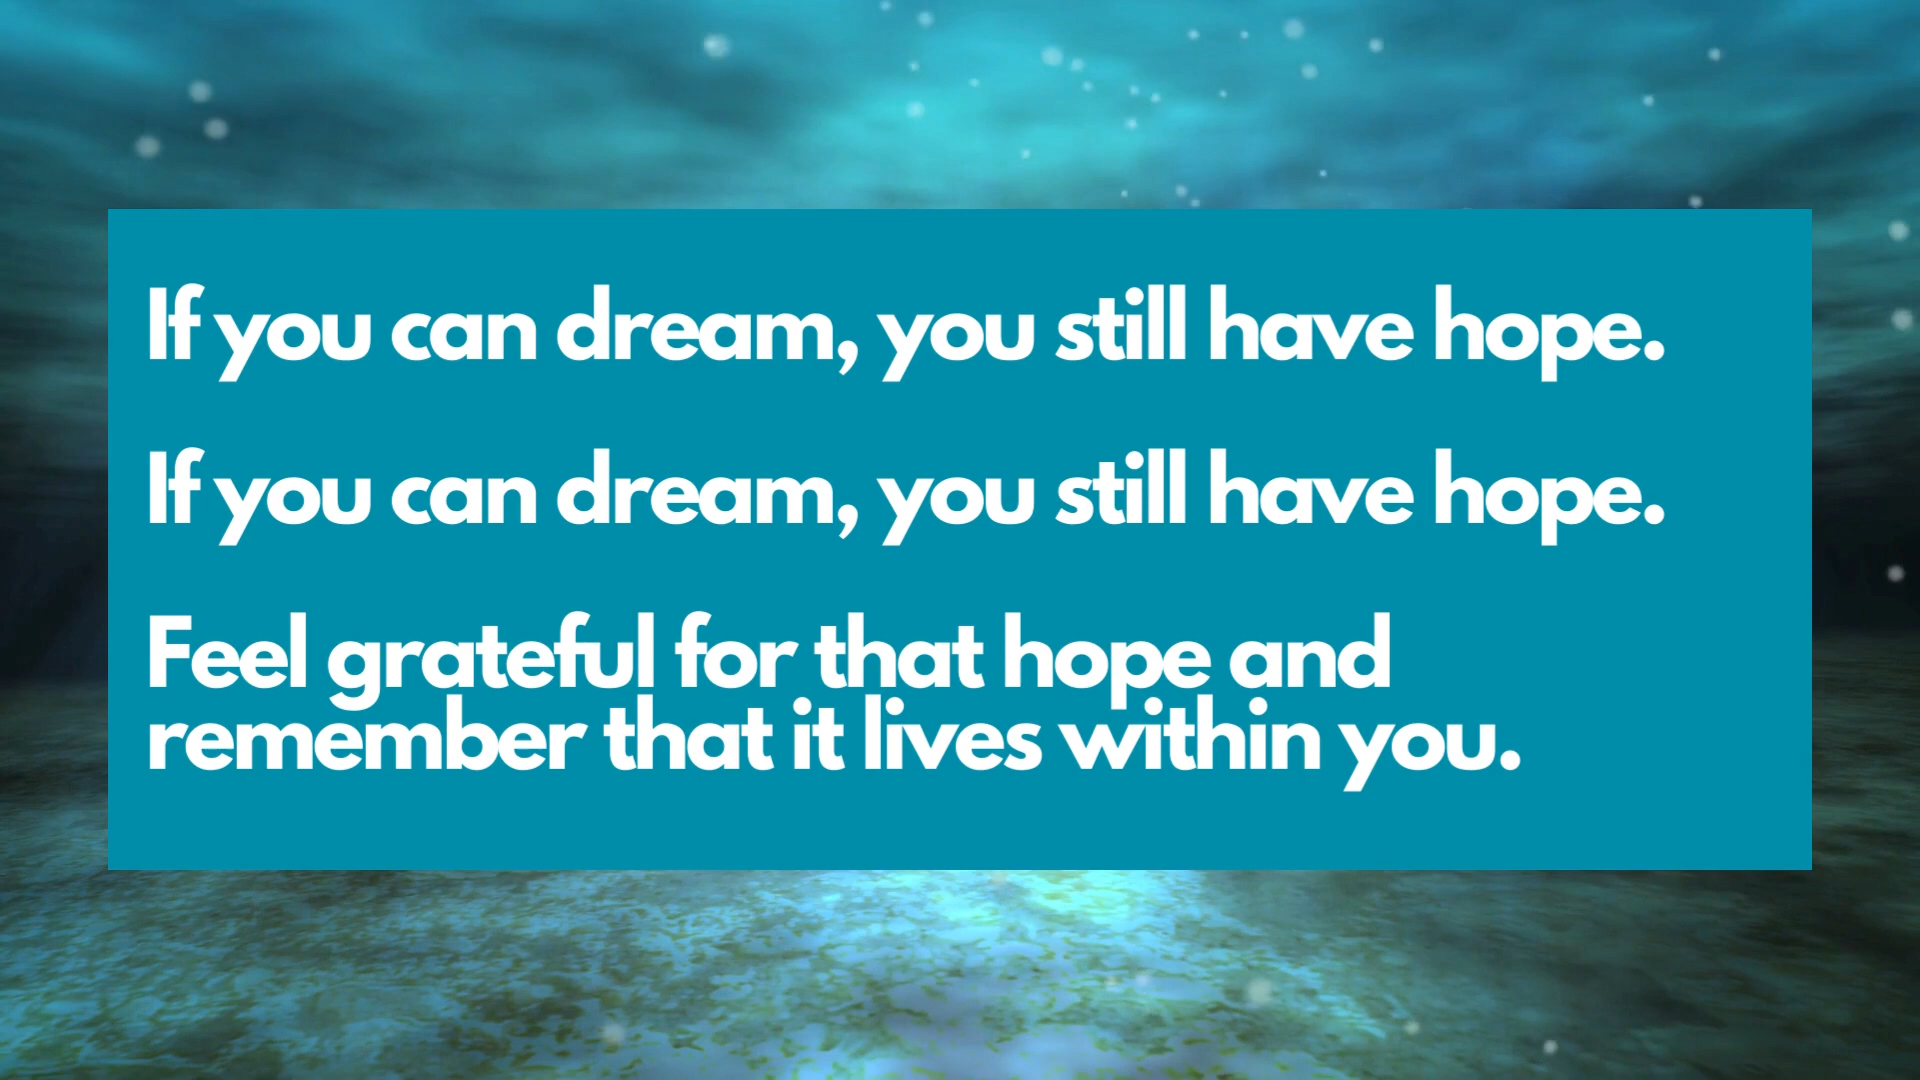 If you can dream, you still have hope.
If you can dream, you still have hope.
Feel grateful for that hope and
remember that it lives within you.